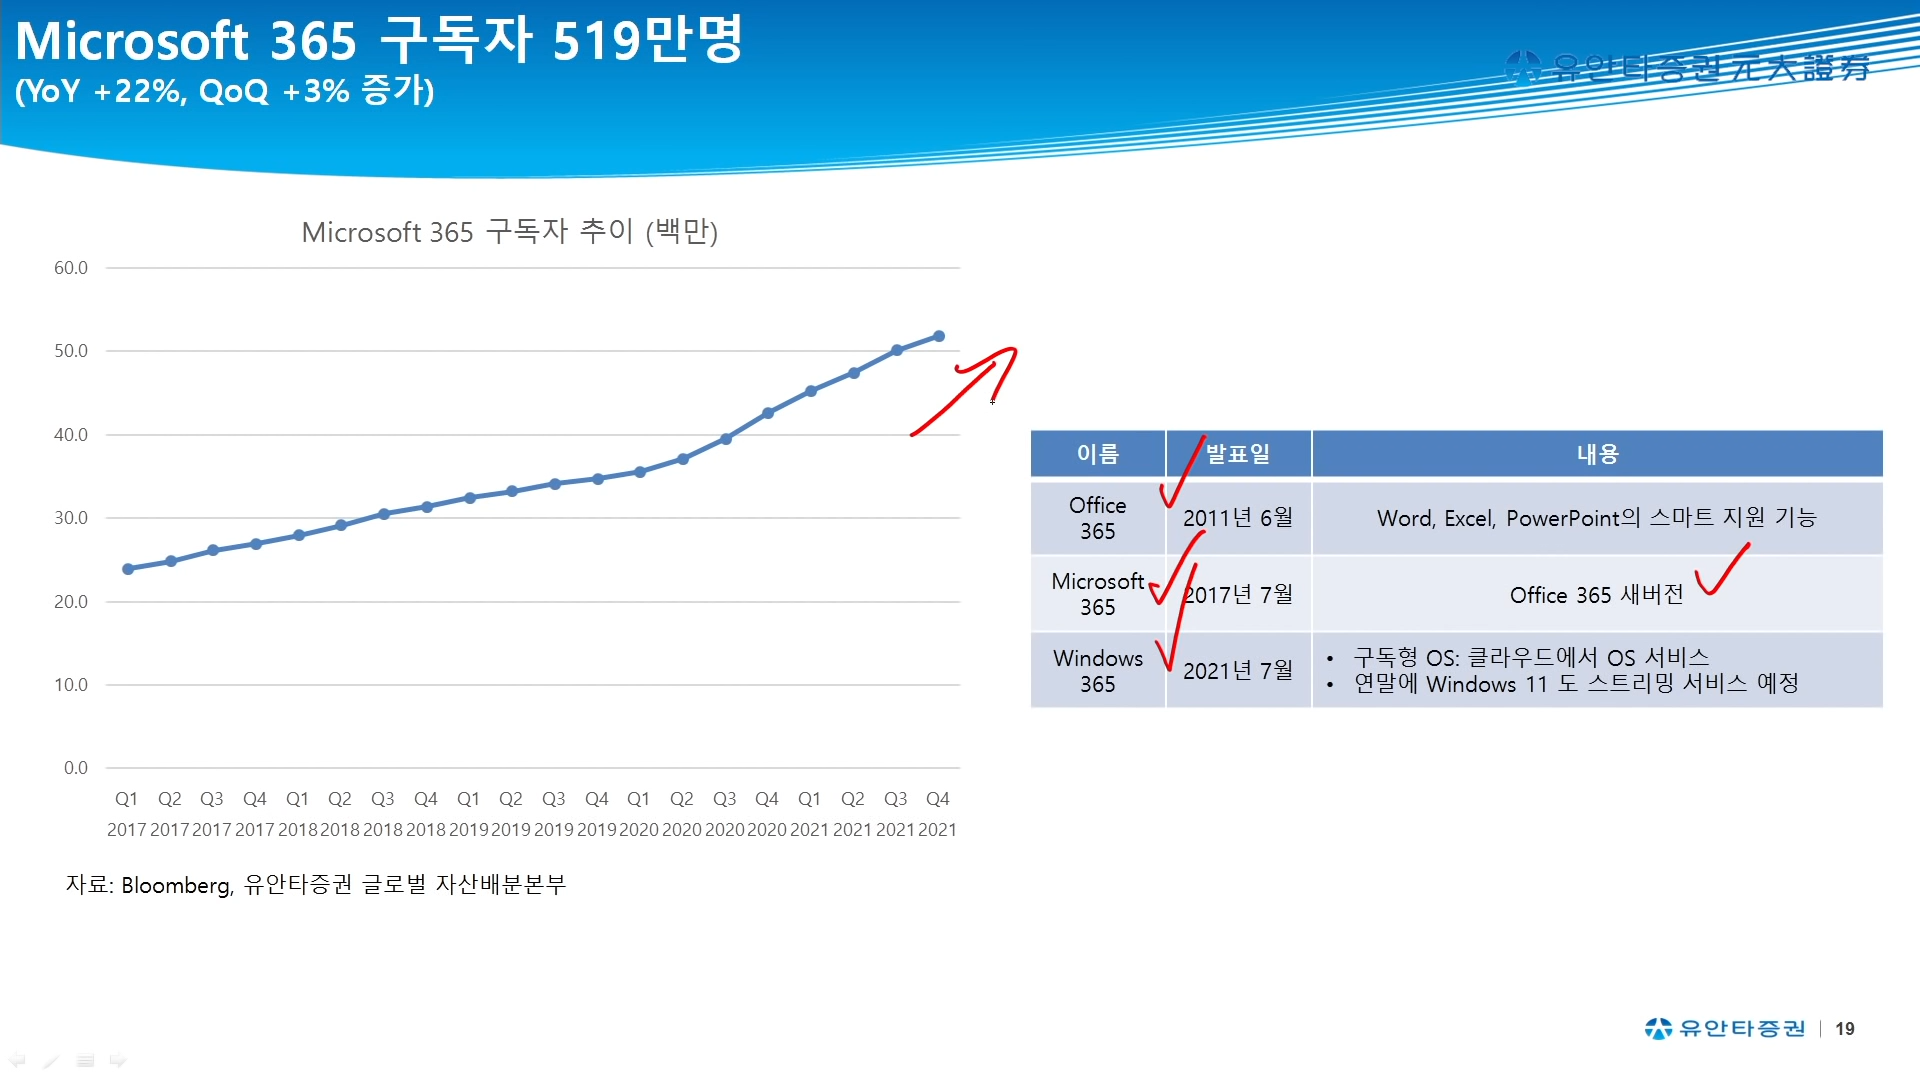 Microsoft 365 구독자 519만명
(YoY +22%, QoQ +3% 증가)
유안타증권 元大證券
Microsoft 365 구독자 추이 (백만)
60.0
50.0
40.0
30.0
20.0
10.0
0.0
Q1 Q2 Q3 Q4 Q1 Q2 Q3 Q4 Q1 Q2 Q3 Q4 Q1 Q2 Q3 Q4 Q1 Q2 Q3 Q4
2017 2017 2017 2017 2018 2018 2018 2018 2019 2019 2019 2019 2020 2020 2020 2020 2021 2021 2021 2021
자료: Bloomberg, 유안타증권 글로벌 자산배분본부
이름 발표일 내용
Office
365
2011년 6월
Word, Excel, PowerPoint의 스마트 지원 기능
Microsoft
365
2017년 7월
Office 365 새버전
Windows
365
2021년 7월
• 구독형 OS: 클라우드에서 OS 서비스
• 연말에 Windows 11 도 스트리밍 서비스 예정
유안타증권 | 19